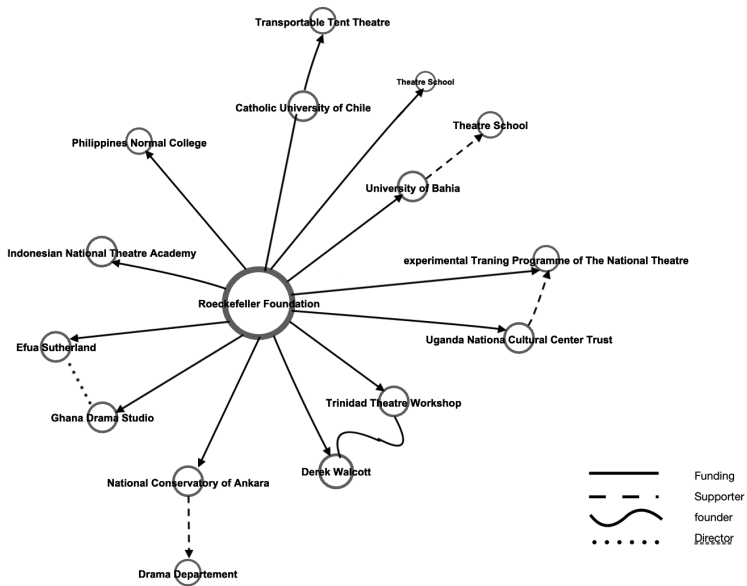 Transportable Tent Theatre
Theatre School
Catholic University of Chile
Theatre School
Philippines Normal College
University of Bahia
Indonesian National Theatre Academy
experimental Traning Programme of The National Theatre
Roeckefeller Foundation
Uganda Nationa Cultural Center Trust
Efua Sutherland
Trinidad Theatre Workshop
Ghana Drama Studio
Derek Walcott
National Conservatory of Ankara
Drama Departement
Funding
Supporter
founder
Director